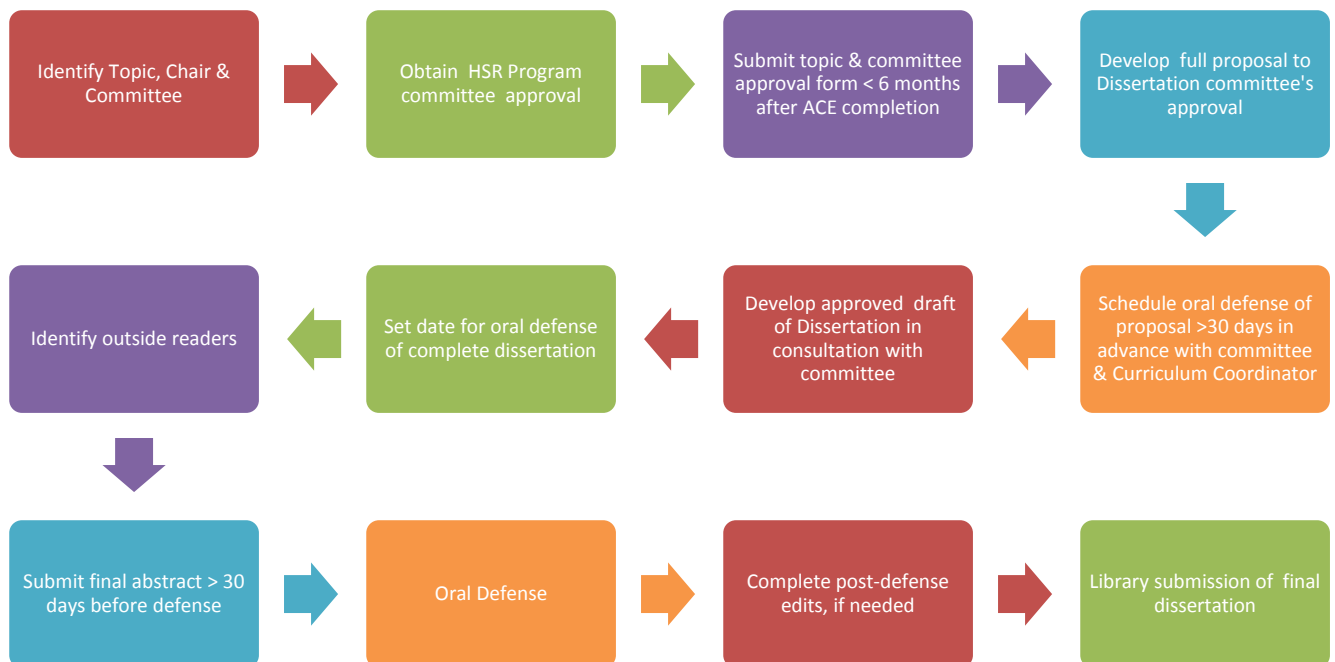 Identify Topic, Chair &
Committee
Obtain  HSR Program
committee  approval
Submit topic & committee
approval form < 6 months
after ACE completion
Develop  full proposal to
Dissertation committee's
approval
Schedule oral defense of
proposal >30 days in
advance with committee
& Curriculum Coordinator
Develop approved  draft
of Dissertation in
consultation with
committee
Set date for oral defense
of complete dissertation
Identify outside readers
Submit final abstract > 30
days before defense
Oral Defense
Complete post-defense
edits, if needed
Library submission of  final
dissertation